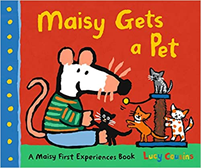 Maisy Gets
a Pet
A Maisy First Experiences Book
Lucy Cousins